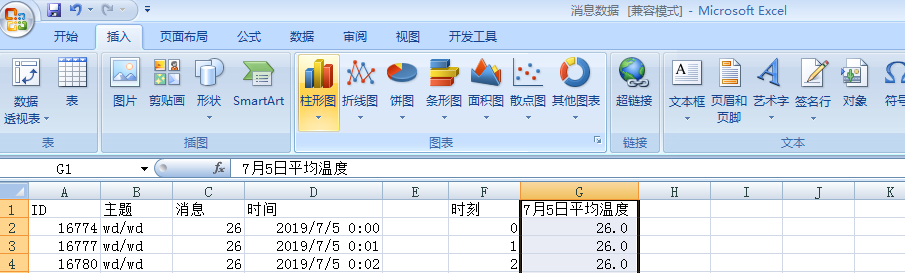 消息数据 [兼容模式] - Microsoft Excel
开始 插入 页面布局 公式 数据 审阅 视图 开发工具
数据透视表 表 图片 剪贴画 形状 SmartArt 柱形图 折线图 饼图 条形图 面积图 散点图 其他图表 超链接 文本框 页眉和页脚 艺术字 签名行 对象 符号
表 插图 图表 链接 文本
G1 fx 7月5日平均温度
A B C D E F G H I J K
1 ID 主题 消息 时间 时刻 7月5日平均温度
2 16774 wd/wd 26 2019/7/5 0:00 0 26.0
3 16777 wd/wd 26 2019/7/5 0:01 1 26.0
4 16780 wd/wd 26 2019/7/5 0:02 2 26.0